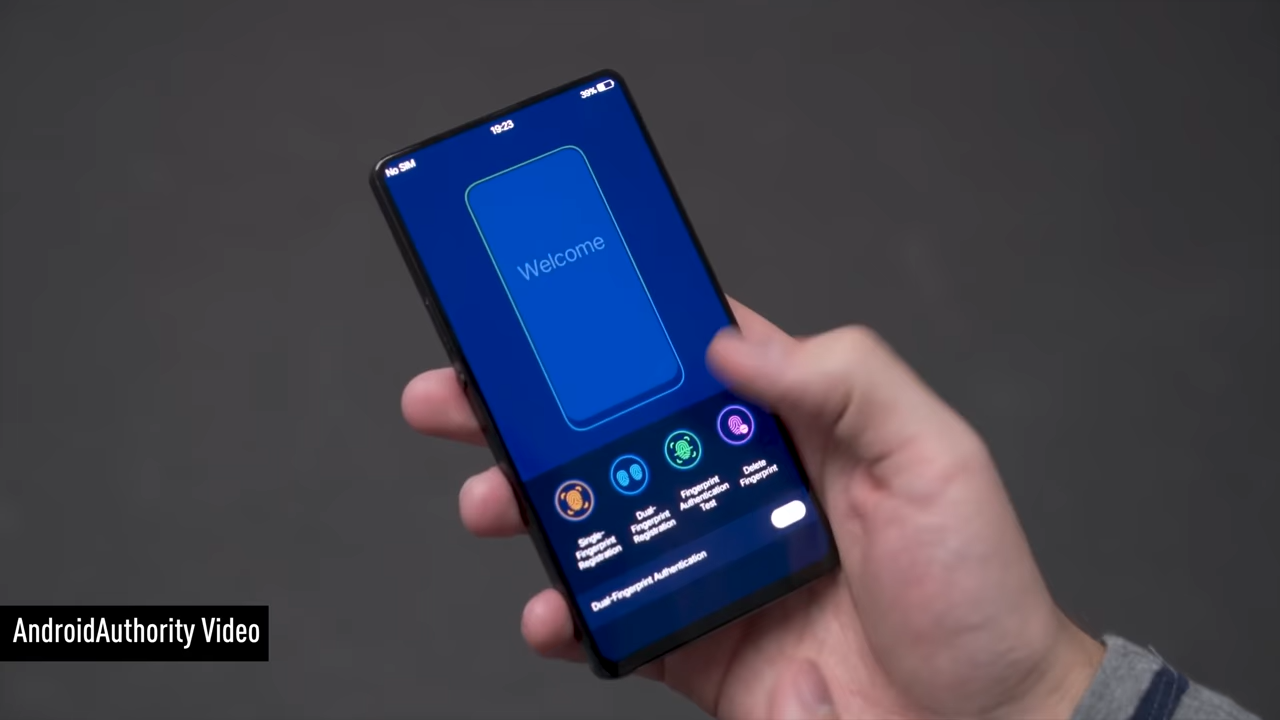 39%
19:23
No SIM
Welcome
Single-
Fingerprint
Registration
Dual-
Fingerprint
Registration
Fingerprint
Authentication
Test
Delete
Fingerprint
Dual-Fingerprint Authentication
AndroidAuthority Video